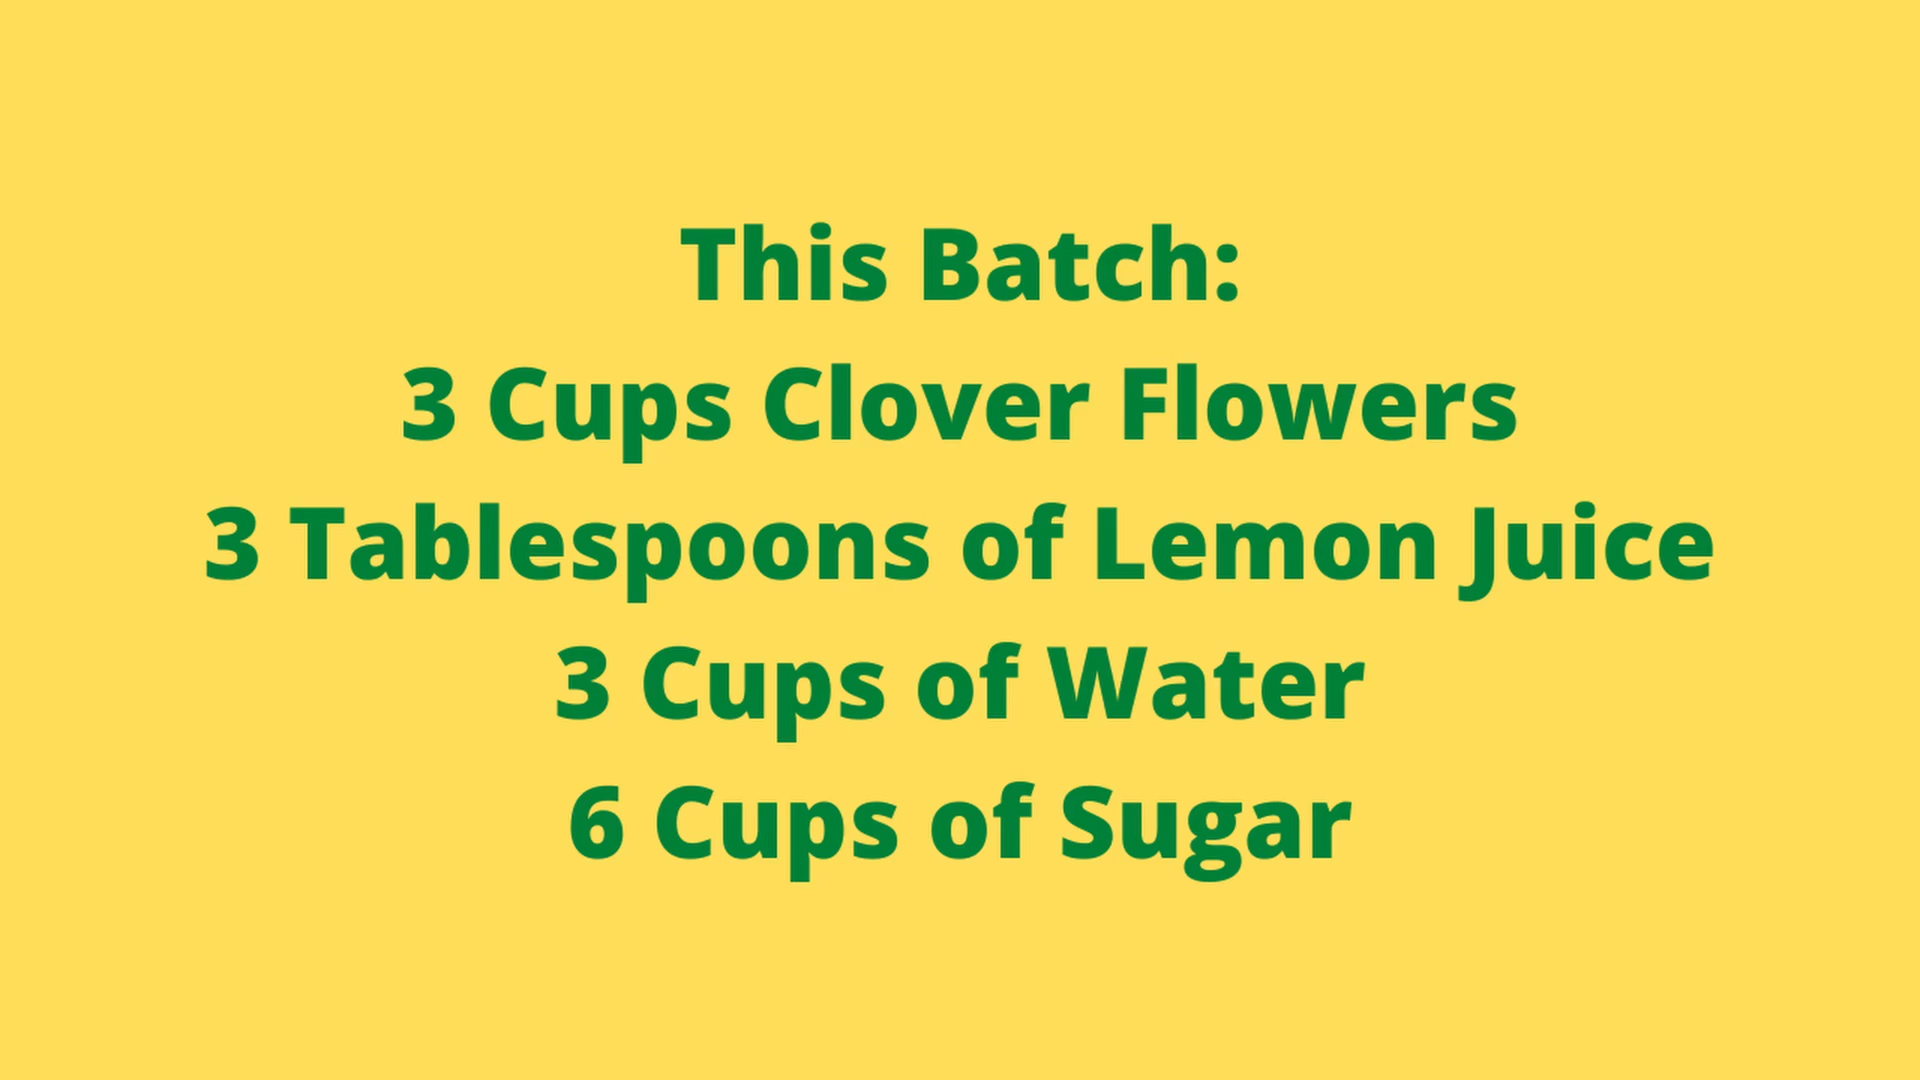 This Batch:
3 Cups Clover Flowers
3 Tablespoons of Lemon Juice
3 Cups of Water
6 Cups of Sugar